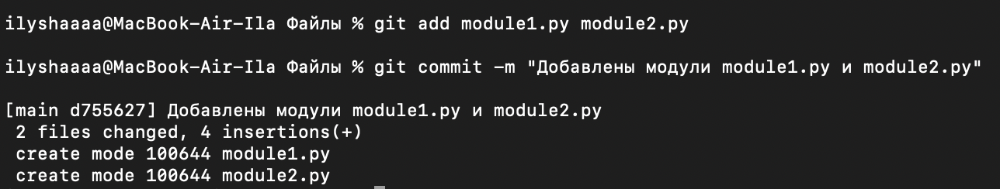 ilyshaaaa@MacBook-Air-Ila Файлы % git add module1.py module2.py
ilyshaaaa@MacBook-Air-Ila Файлы % git commit -m "Добавлены модули module1.py и module2.py"
[main d755627] Добавлены модули module1.py и module2.py
2 files changed, 4 insertions(+)
create mode 100644 module1.py
create mode 100644 module2.py